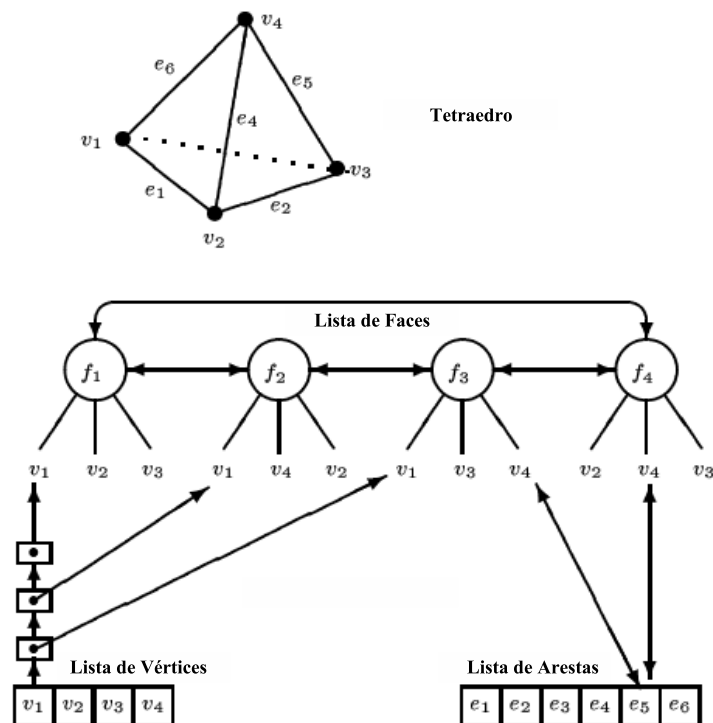 v4
e6
e5
e4
Tetraedro
v1
v3
e1
e2
v2
Lista de Faces
f1 f2 f3 f4
v1 v2 v3 v1 v4 v2 v1 v3 v4 v2 v4 v3
Lista de Vértices Lista de Arestas
v1 v2 v3 v4 e1 e2 e3 e4 e5 e6